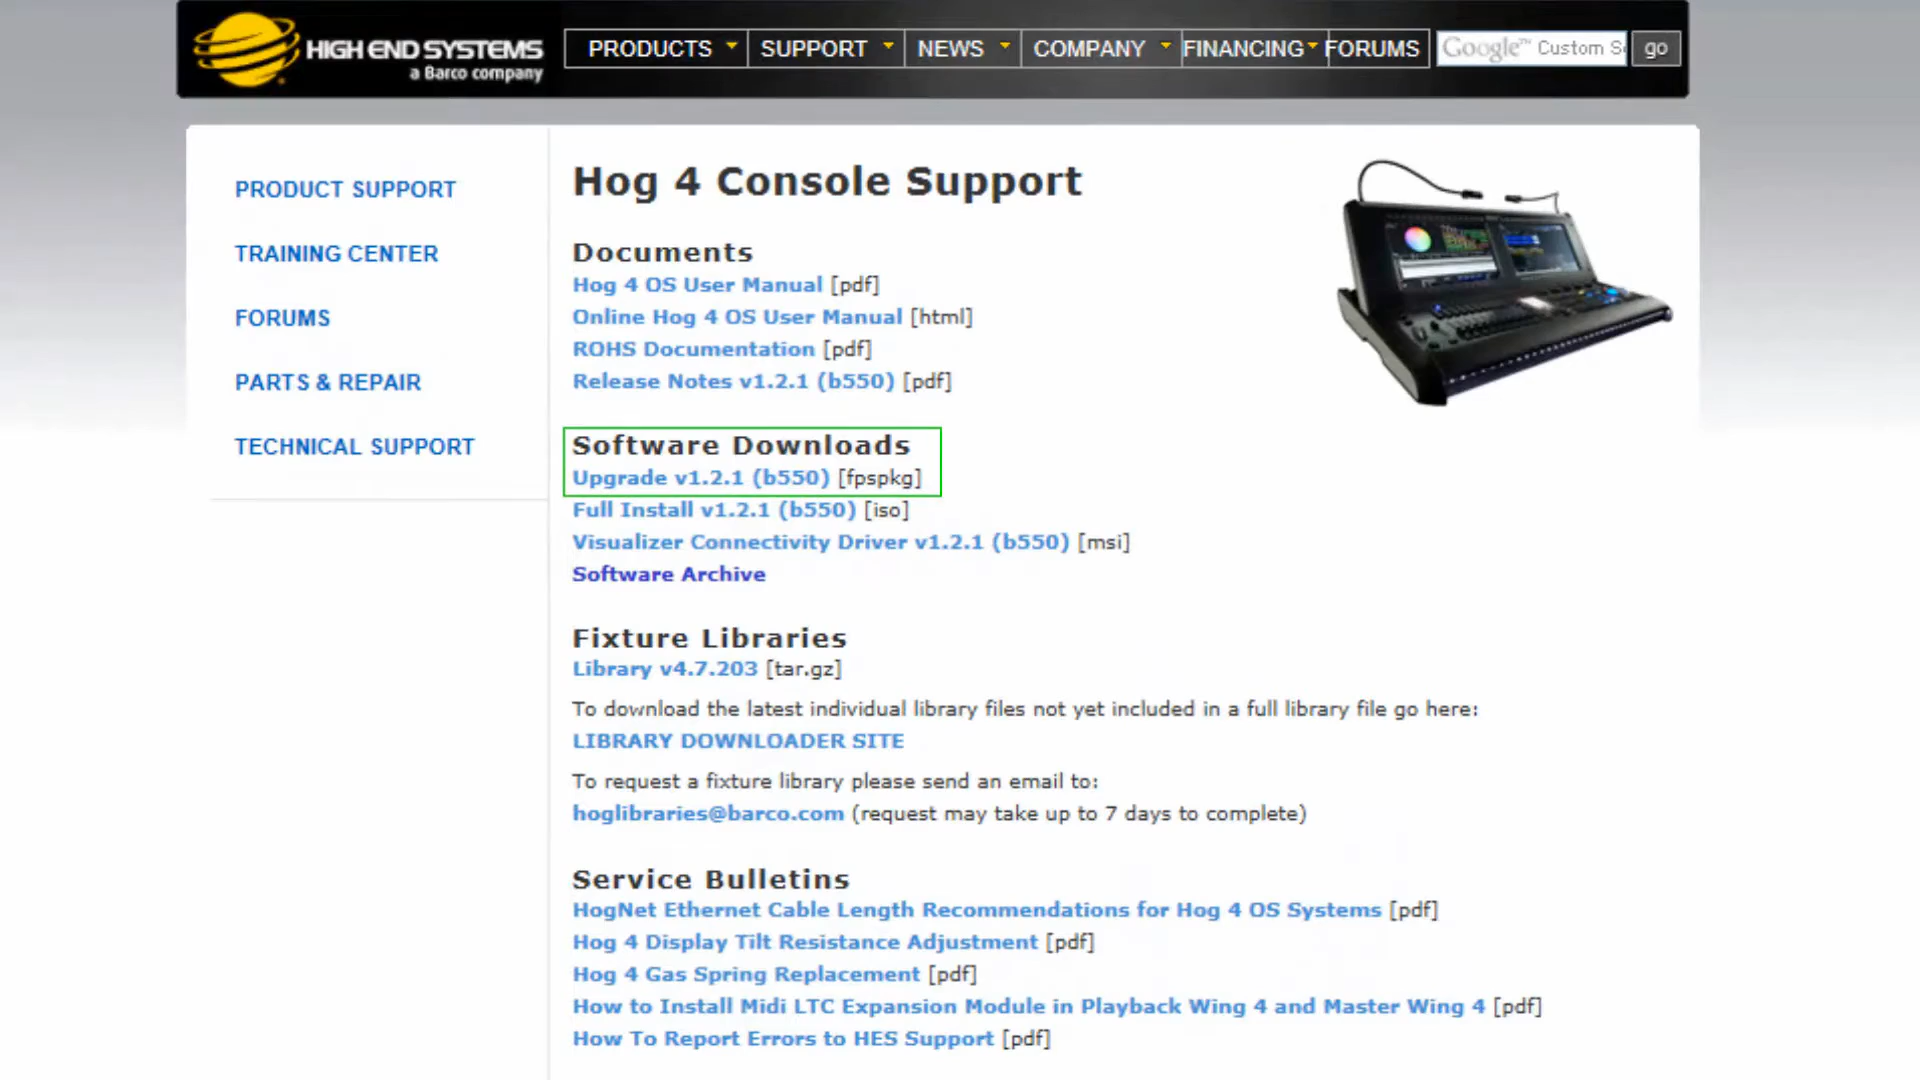 HIGH END SYSTEMS
a Barco company
PRODUCTS
SUPPORT
NEWS
COMPANY
FINANCING
FORUMS
Google™ Custom S
go
PRODUCT SUPPORT
TRAINING CENTER
FORUMS
PARTS & REPAIR
TECHNICAL SUPPORT
Hog 4 Console Support
Documents
Hog 4 OS User Manual [pdf]
Online Hog 4 OS User Manual [html]
ROHS Documentation [pdf]
Release Notes v1.2.1 (b550) [pdf]
Software Downloads
Upgrade v1.2.1 (b550) [fpspkg]
Full Install v1.2.1 (b550) [iso]
Visualizer Connectivity Driver v1.2.1 (b550) [msi]
Software Archive
Fixture Libraries
Library v4.7.203 [tar.gz]
To download the latest individual library files not yet included in a full library file go here:
LIBRARY DOWNLOADER SITE
To request a fixture library please send an email to:
hoglibraries@barco.com (request may take up to 7 days to complete)
Service Bulletins
HogNet Ethernet Cable Length Recommendations for Hog 4 OS Systems [pdf]
Hog 4 Display Tilt Resistance Adjustment [pdf]
Hog 4 Gas Spring Replacement [pdf]
How to Install Midi LTC Expansion Module in Playback Wing 4 and Master Wing 4 [pdf]
How To Report Errors to HES Support [pdf]